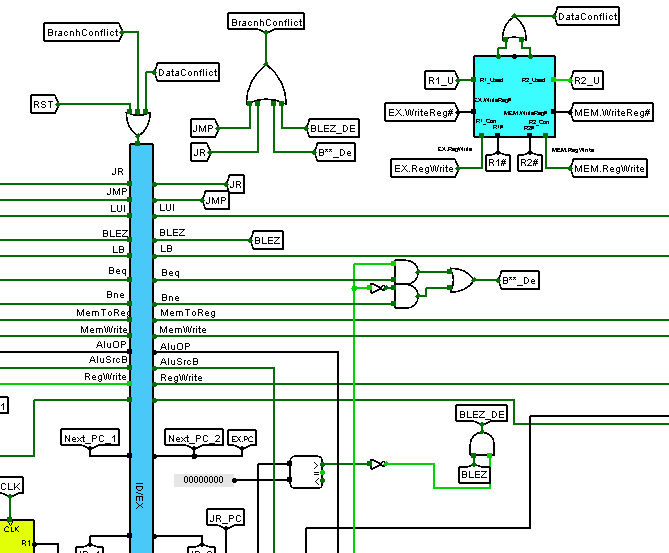 BracnhConflict
DataConflict
BracnhConflict
DataConflict
RST
R1_U
R1_Used
R2_Used
R2_U
EX.WriteReg#
EX.WriteReg#
MEM.WriteReg#
MEM.WriteReg#
R1_Con
R2_Con
R1#
R2#
JMP
BLEZ_DE
JR
B**_De
EX.RegWrite
MEM.RegWrite
EX.RegWrite
R1#
R2#
MEM.RegWrite
JR
JR
JMP
JMP
LUI
LUI
BLEZ
BLEZ
BLEZ
LB
LB
Beq
Beq
B**_De
Bne
Bne
MemToReg
MemToReg
MemWrite
MemWrite
AluOP
AluOP
AluSrcB
AluSrcB
RegWrite
RegWrite
1
BLEZ_DE
Next_PC_1
Next_PC_2
EX.PC
>
=
<
BLEZ
00000000
CLK
ID/EX
JR_PC
CLK
R1